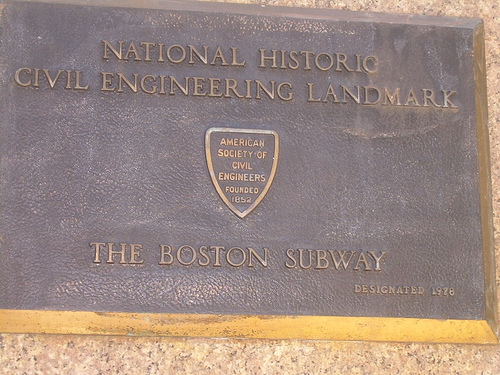 NATIONAL HISTORIC
CIVIL ENGINEERING LANDMARK
AMERICAN
SOCIETY OF
CIVIL
ENGINEERS
FOUNDED
1852
THE BOSTON SUBWAY
DESIGNATED 1978